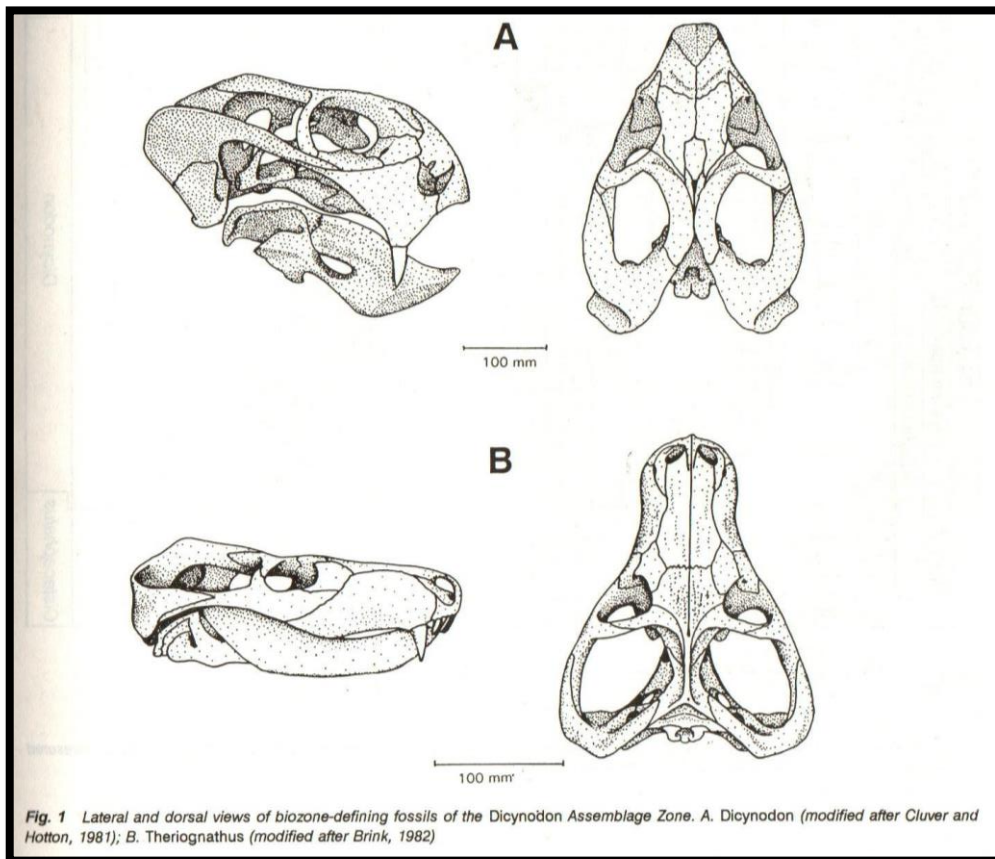 A
100 mm
B
100 mm
Fig. 1 Lateral and dorsal views of biozone-defining fossils of the Dicynodon Assemblage Zone. A. Dicynodon (modified after Cluver and
Hotton, 1981); B. Theriognathus (modified after Brink, 1982)